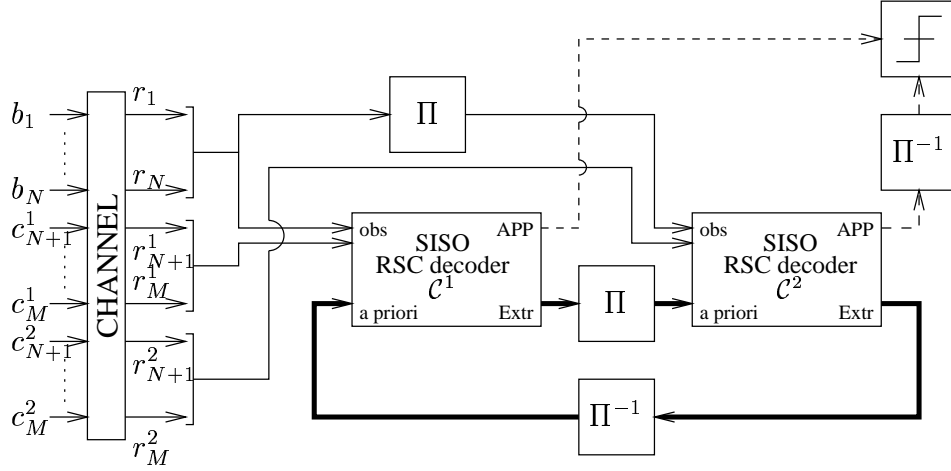 b_1
b_N
c^1_{N+1}
c^1_M
c^2_{N+1}
c^2_M
CHANNEL
r_1
r_N
r^1_{N+1}
r^1_M
r^2_{N+1}
r^2_M
Π
obs APP
SISO
RSC decoder
C^1
a priori Extr
Π
obs APP
SISO
RSC decoder
C^2
a priori Extr
Π^{-1}
Π^{-1}